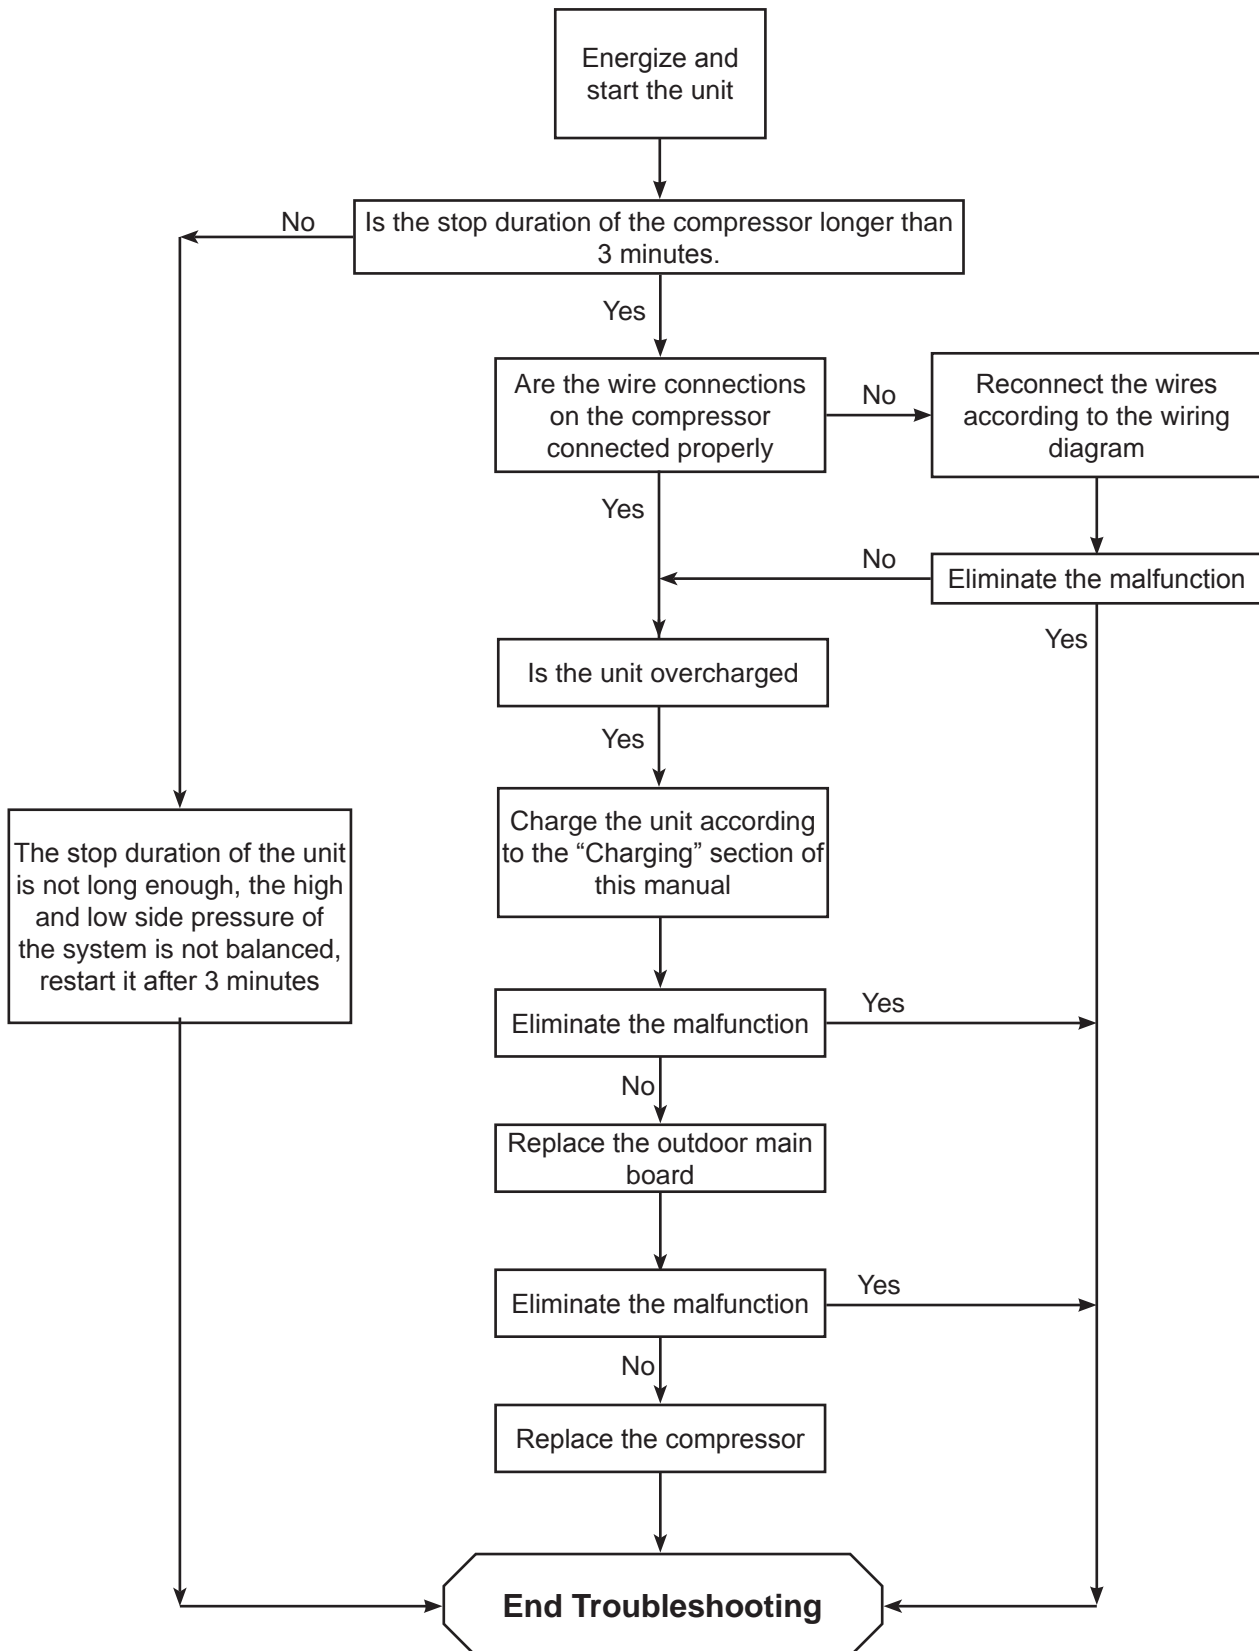 Energize and
start the unit
No
Is the stop duration of the compressor longer than
3 minutes.
Yes
Are the wire connections
on the compressor
connected properly
No
Reconnect the wires
according to the wiring
diagram
Yes
No
Eliminate the malfunction
Yes
Is the unit overcharged
Yes
Charge the unit according
to the “Charging” section of
this manual
The stop duration of the unit
is not long enough, the high
and low side pressure of
the system is not balanced,
restart it after 3 minutes
Eliminate the malfunction
Yes
No
Replace the outdoor main
board
Eliminate the malfunction
Yes
No
Replace the compressor
End Troubleshooting